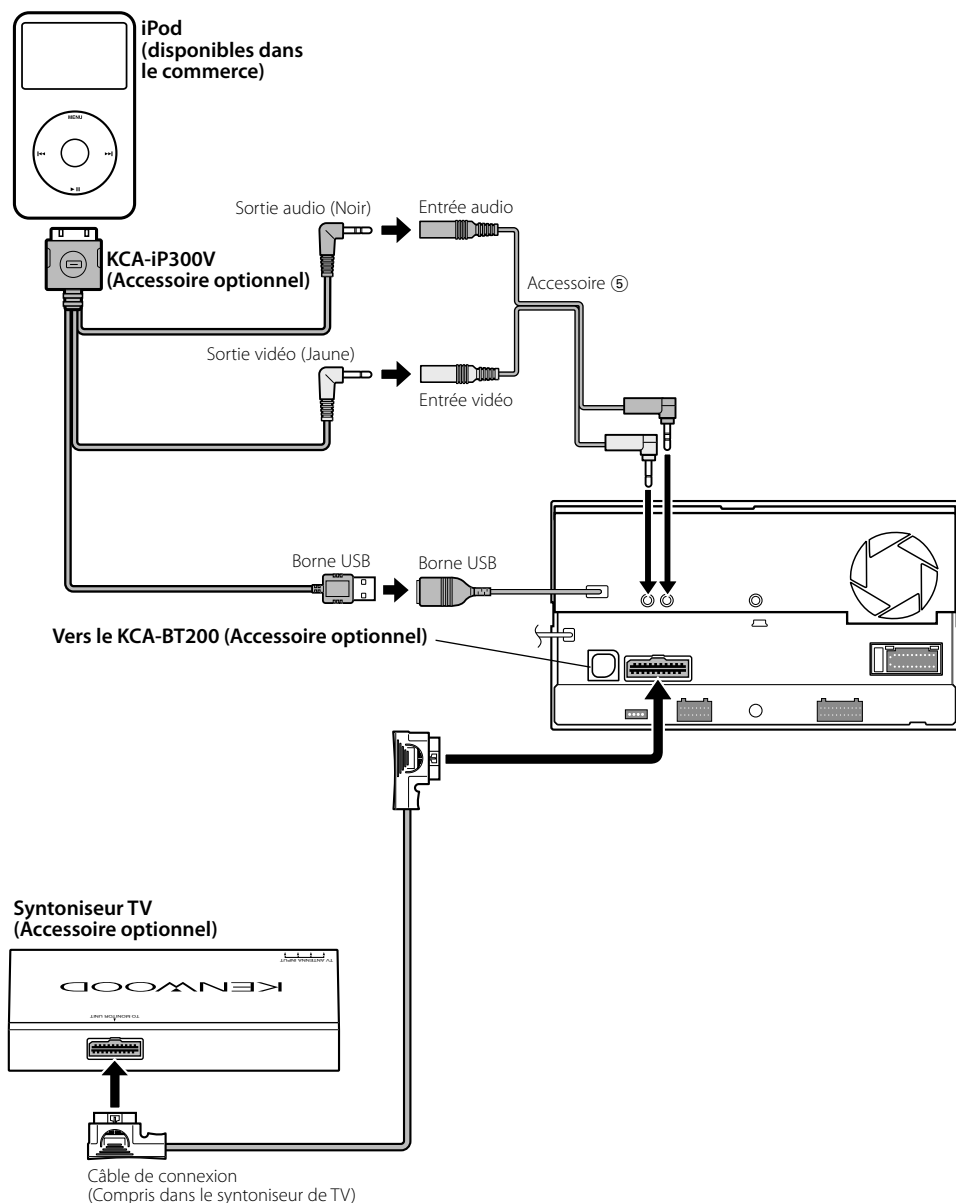 iPod
(disponibles dans
le commerce)
MENU
Sortie audio (Noir)
Entrée audio
KCA-iP300V
(Accessoire optionnel)
Accessoire ⑤
Sortie vidéo (Jaune)
Entrée vidéo
Borne USB
Borne USB
Vers le KCA-BT200 (Accessoire optionnel)
Syntoniseur TV
(Accessoire optionnel)
TV ANTENNA INPUT
KENWOOD
TO MONITOR UNIT
Câble de connexion
(Compris dans le syntoniseur de TV)